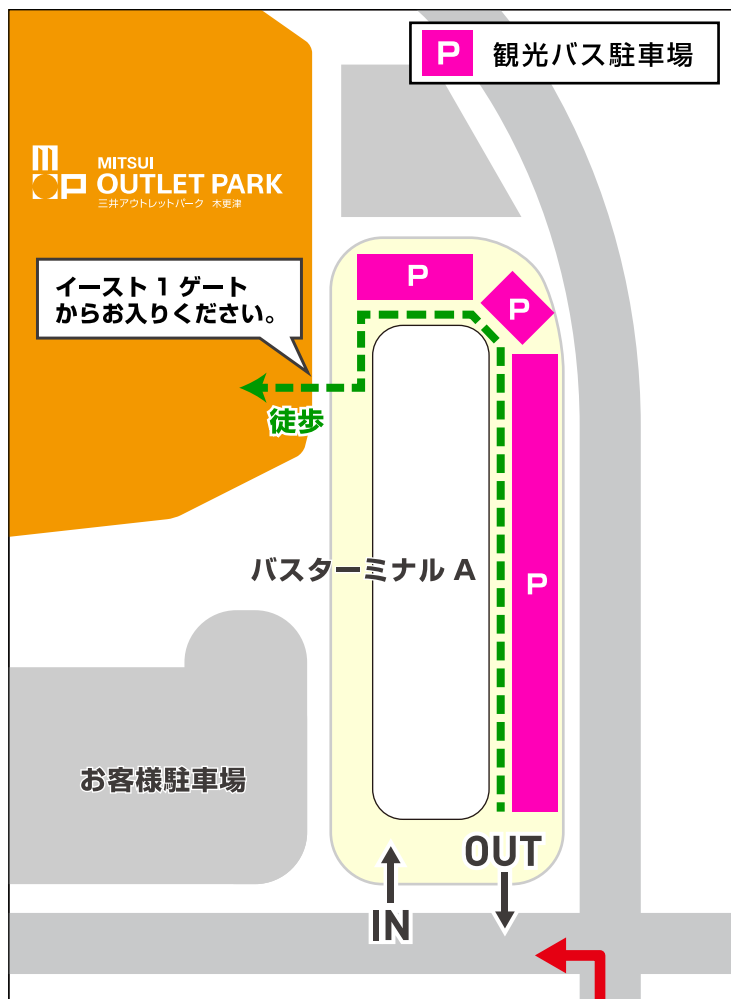 P 観光バス駐車場
MITSUI
OUTLET PARK
三井アウトレットパーク 木更津
イースト 1 ゲート
からお入りください。
P
P
徒歩
バスターミナル A
P
お客様駐車場
OUT
IN